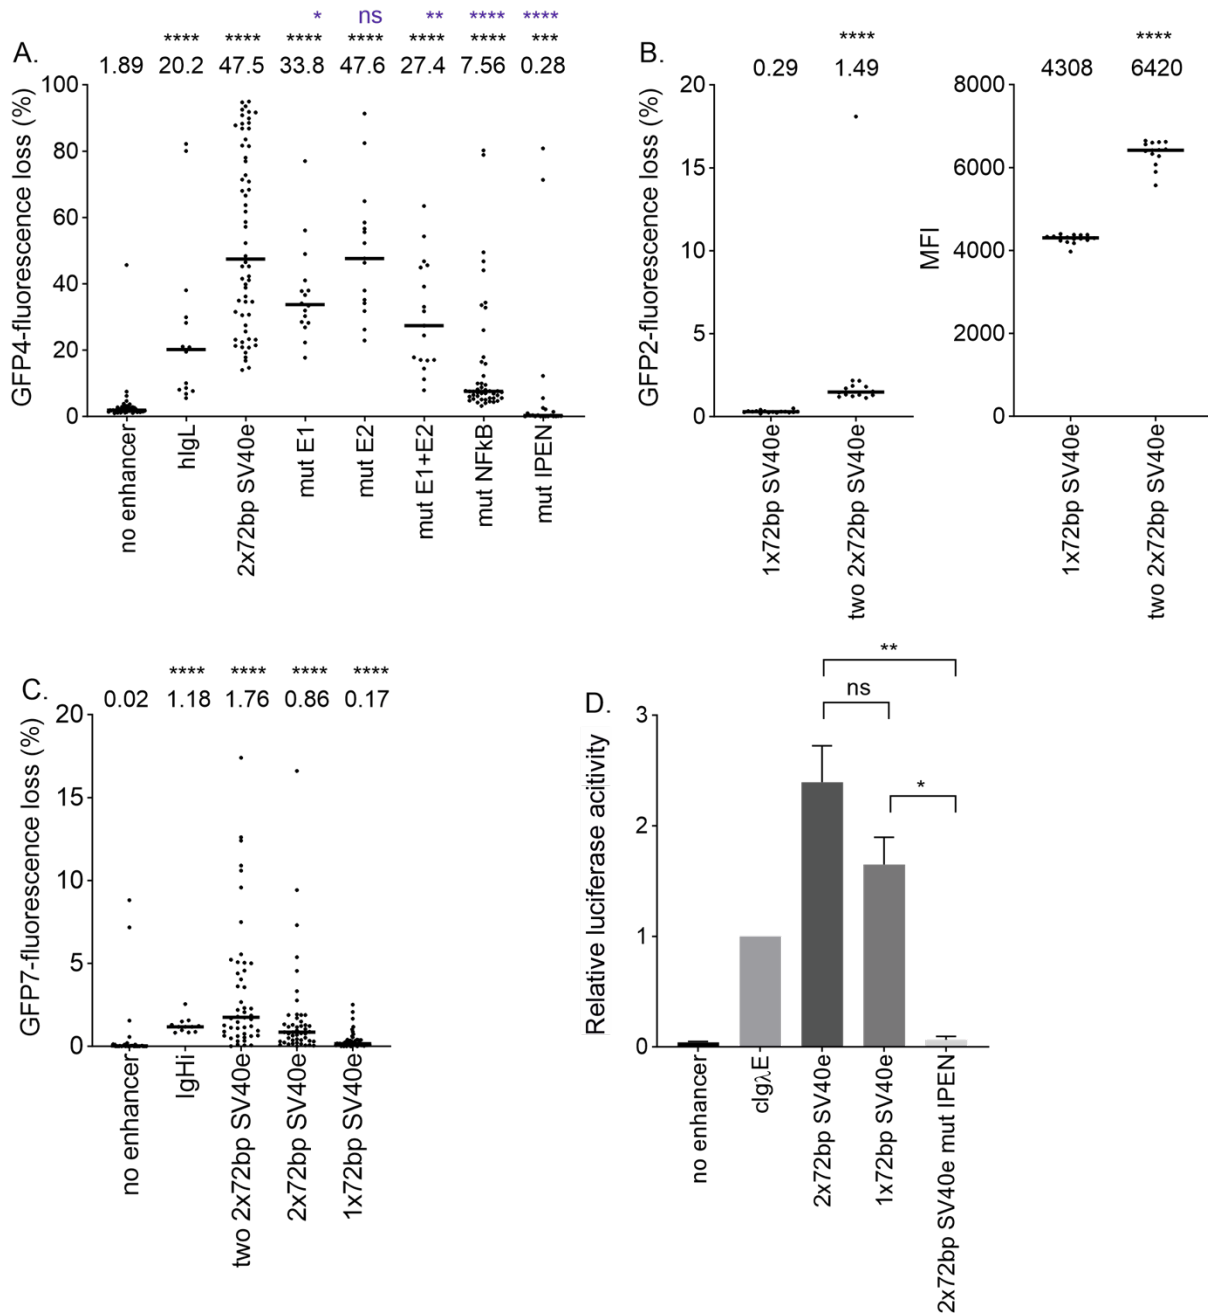 * ns ** **** ****
**** **** **** **** **** **** ***
A. 1.89 20.2 47.5 33.8 47.6 27.4 7.56 0.28
GFP4-fluorescence loss (%)
100
80
60
40
20
0
no enhancer
hIgL
2x72bp SV40e
mut E1
mut E2
mut E1+E2
mut NFkB
mut IPEN
B.
****
0.29 1.49
GFP2-fluorescence loss (%)
20
15
10
5
0
1x72bp SV40e
two 2x72bp SV40e
****
4308 6420
MFI
8000
6000
4000
2000
0
1x72bp SV40e
two 2x72bp SV40e
C.
**** **** **** ****
0.02 1.18 1.76 0.86 0.17
GFP7-fluorescence loss (%)
20
15
10
5
0
no enhancer
IgHi
two 2x72bp SV40e
2x72bp SV40e
1x72bp SV40e
D.
**
ns
*
Relative luciferase acitivity
3
2
1
0
no enhancer
cIgλE
2x72bp SV40e
1x72bp SV40e
2x72bp SV40e mut IPEN